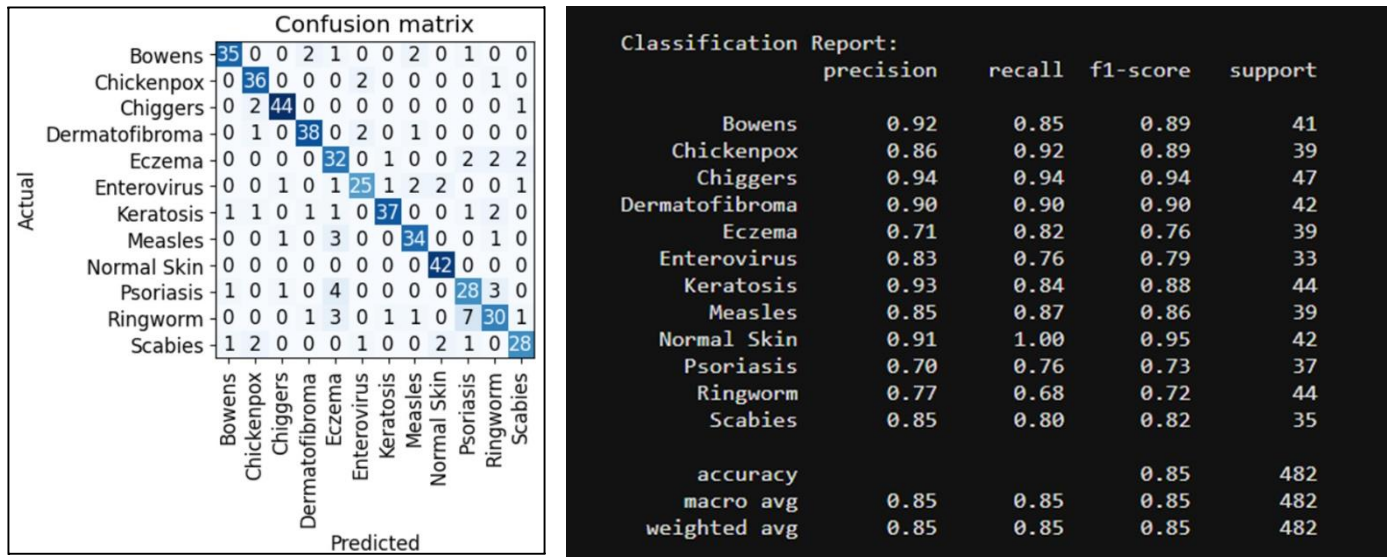 Confusion matrix
Actual
Bowens 35 0 0 2 1 0 0 2 0 1 0 0
Chickenpox 0 36 0 0 0 2 0 0 0 0 1 0
Chiggers 0 2 44 0 0 0 0 0 0 0 0 1
Dermatofibroma 0 1 0 38 0 2 0 1 0 0 0 0
Eczema 0 0 0 0 32 0 1 0 0 2 2 2
Enterovirus 0 0 1 0 1 25 1 2 2 0 0 1
Keratosis 1 1 0 1 1 0 37 0 0 1 2 0
Measles 0 0 1 0 3 0 0 34 0 0 1 0
Normal Skin 0 0 0 0 0 0 0 0 42 0 0 0
Psoriasis 1 0 1 0 4 0 0 0 0 28 3 0
Ringworm 0 0 0 1 3 0 1 1 0 7 30 1
Scabies 1 2 0 0 0 1 0 0 2 1 0 28
Bowens
Chickenpox
Chiggers
Dermatofibroma
Eczema
Enterovirus
Keratosis
Measles
Normal Skin
Psoriasis
Ringworm
Scabies
Predicted
Classification Report:
precision recall f1-score support
Bowens 0.92 0.85 0.89 41
Chickenpox 0.86 0.92 0.89 39
Chiggers 0.94 0.94 0.94 47
Dermatofibroma 0.90 0.90 0.90 42
Eczema 0.71 0.82 0.76 39
Enterovirus 0.83 0.76 0.79 33
Keratosis 0.93 0.84 0.88 44
Measles 0.85 0.87 0.86 39
Normal Skin 0.91 1.00 0.95 42
Psoriasis 0.70 0.76 0.73 37
Ringworm 0.77 0.68 0.72 44
Scabies 0.85 0.80 0.82 35
accuracy 0.85 482
macro avg 0.85 0.85 0.85 482
weighted avg 0.85 0.85 0.85 482